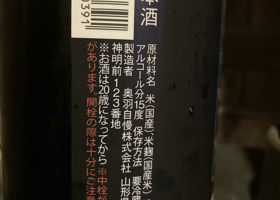 本酒
3391
原材料名 米(国産)、米麹(国産米)
アルコール分15度 保存方法 要冷蔵
製造者 奥羽自慢株式会社 山形県
神明前123番地
※お酒は20歳になってから ※中栓が
があります。開栓の際は十分にご注意